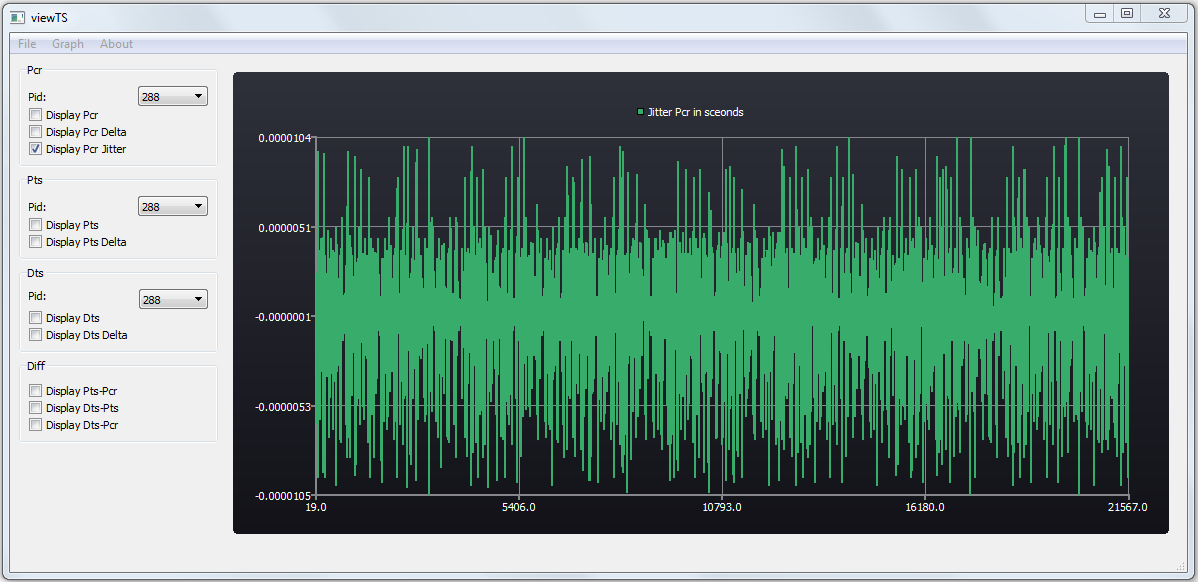 viewTS
File Graph About
Pcr
Pid: 288
Display Pcr
Display Pcr Delta
Display Pcr Jitter
Pts
Pid: 288
Display Pts
Display Pts Delta
Dts
Pid: 288
Display Dts
Display Dts Delta
Diff
Display Pts-Pcr
Display Dts-Pts
Display Dts-Pcr
Jitter Pcr in sceonds
0.0000104
0.0000051
-0.0000001
-0.0000053
-0.0000105
19.0 5406.0 10793.0 16180.0 21567.0